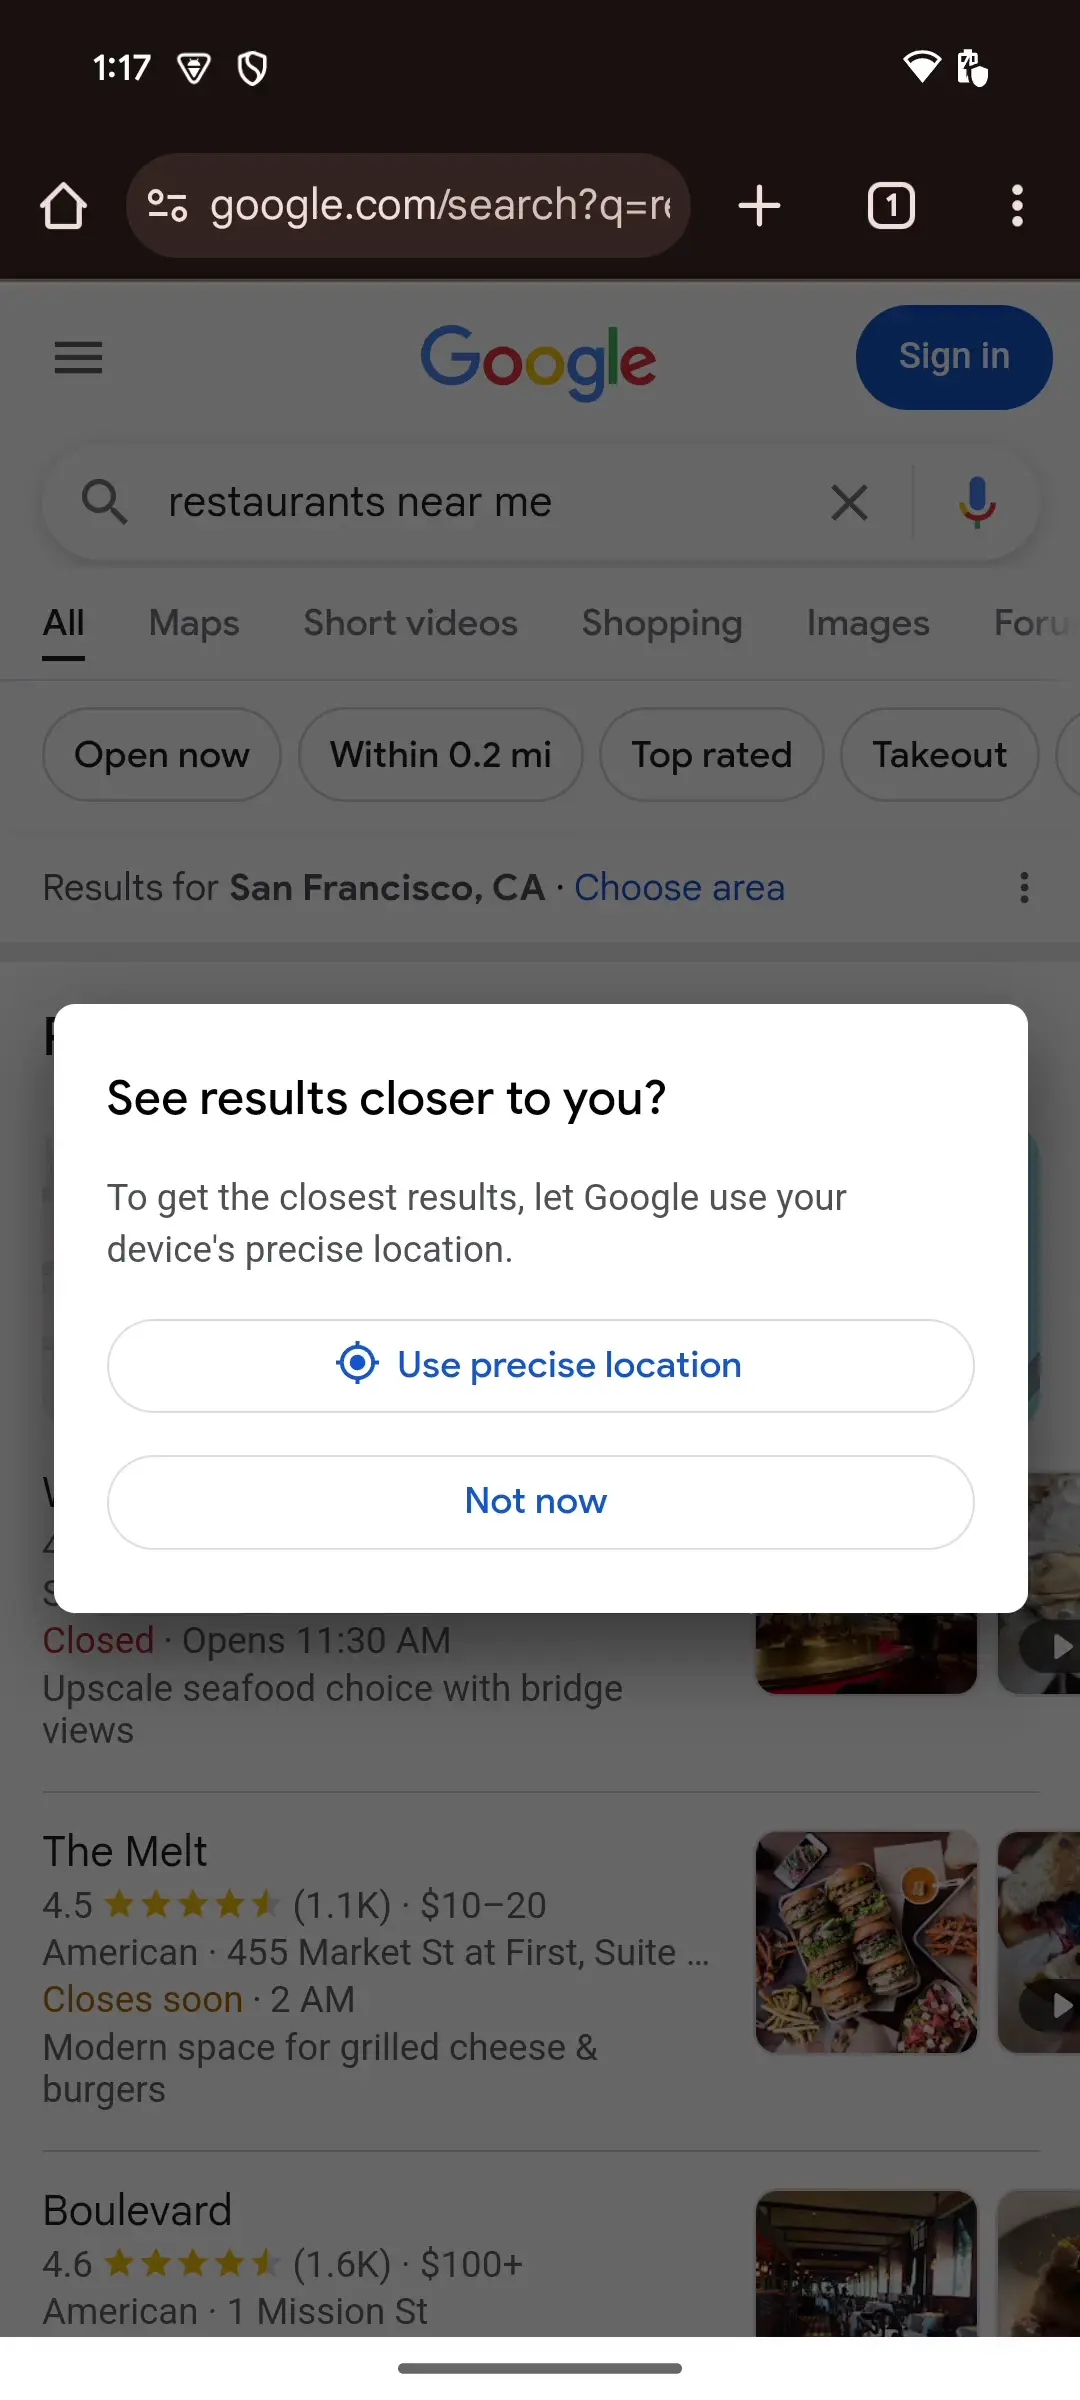 1:17
google.com/search?q=re
1
Google
Sign in
restaurants near me
All Maps Short videos Shopping Images Foru
Open now Within 0.2 mi Top rated Takeout
Results for San Francisco, CA · Choose area
See results closer to you?
To get the closest results, let Google use your
device's precise location.
Use precise location
Not now
Closed · Opens 11:30 AM
Upscale seafood choice with bridge
views
The Melt
4.5 (1.1K) · $10–20
American · 455 Market St at First, Suite ...
Closes soon · 2 AM
Modern space for grilled cheese &
burgers
Boulevard
4.6 (1.6K) · $100+
American · 1 Mission St